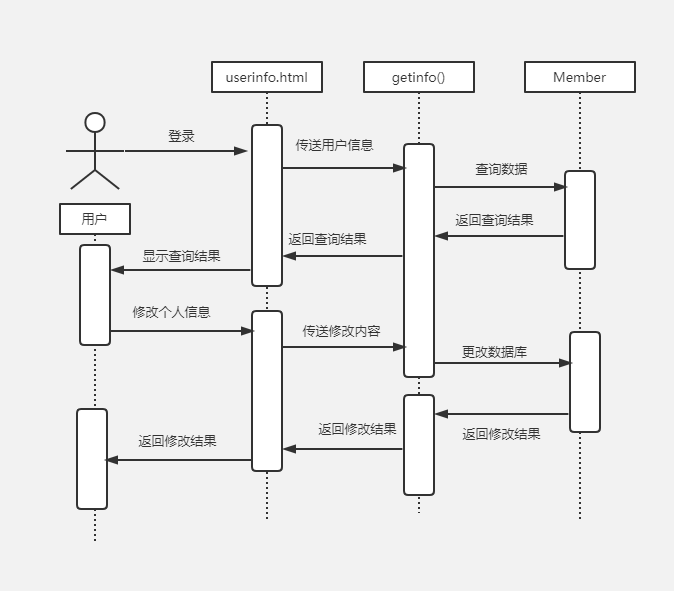 userinfo.html
getinfo()
Member
登录
传送用户信息
查询数据
用户
返回查询结果
返回查询结果
显示查询结果
修改个人信息
传送修改内容
更改数据库
返回修改结果
返回修改结果
返回修改结果